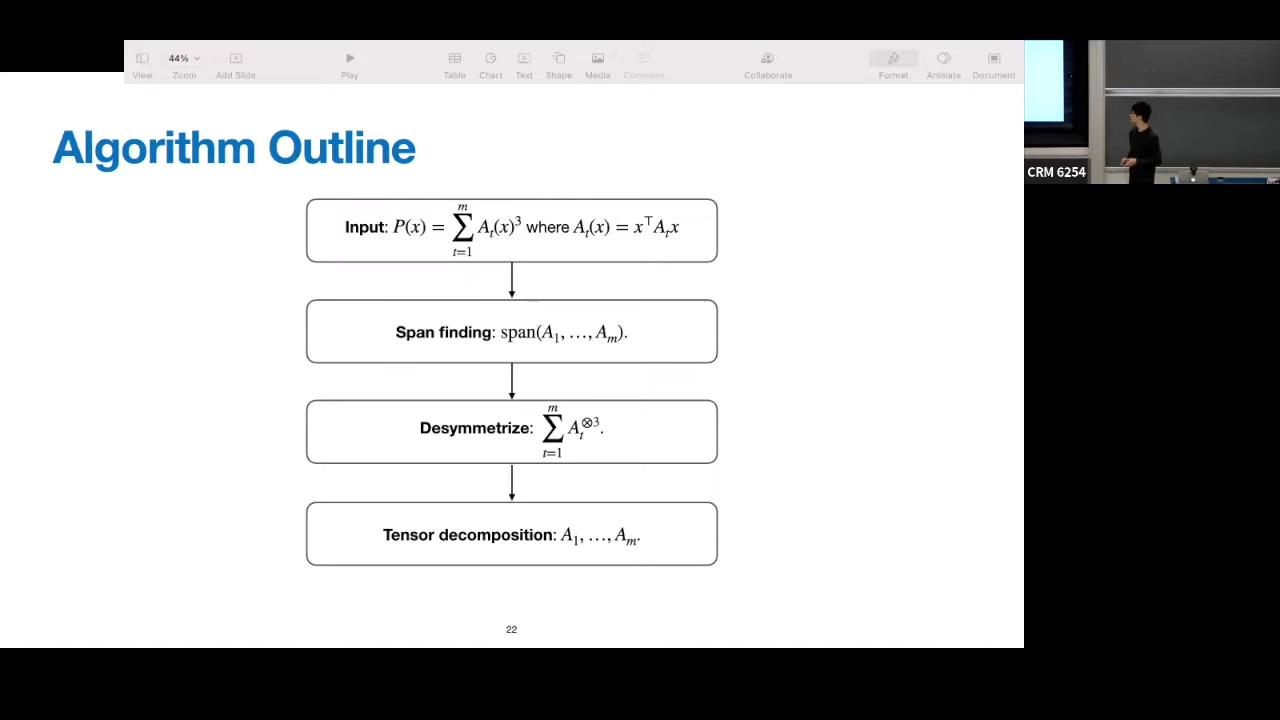 44%
View Zoom Add Slide Play Table Chart Text Shape Media Comment Collaborate Format Animate Document
CRM 6254
Algorithm Outline
Input: P(x) = ∑_{t=1}^{m} A_t(x)^3 where A_t(x) = x^⊤ A_t x
Span finding: span(A_1, …, A_m).
Desymmetrize: ∑_{t=1}^{m} A_t^{⊗3}.
Tensor decomposition: A_1, …, A_m.
22